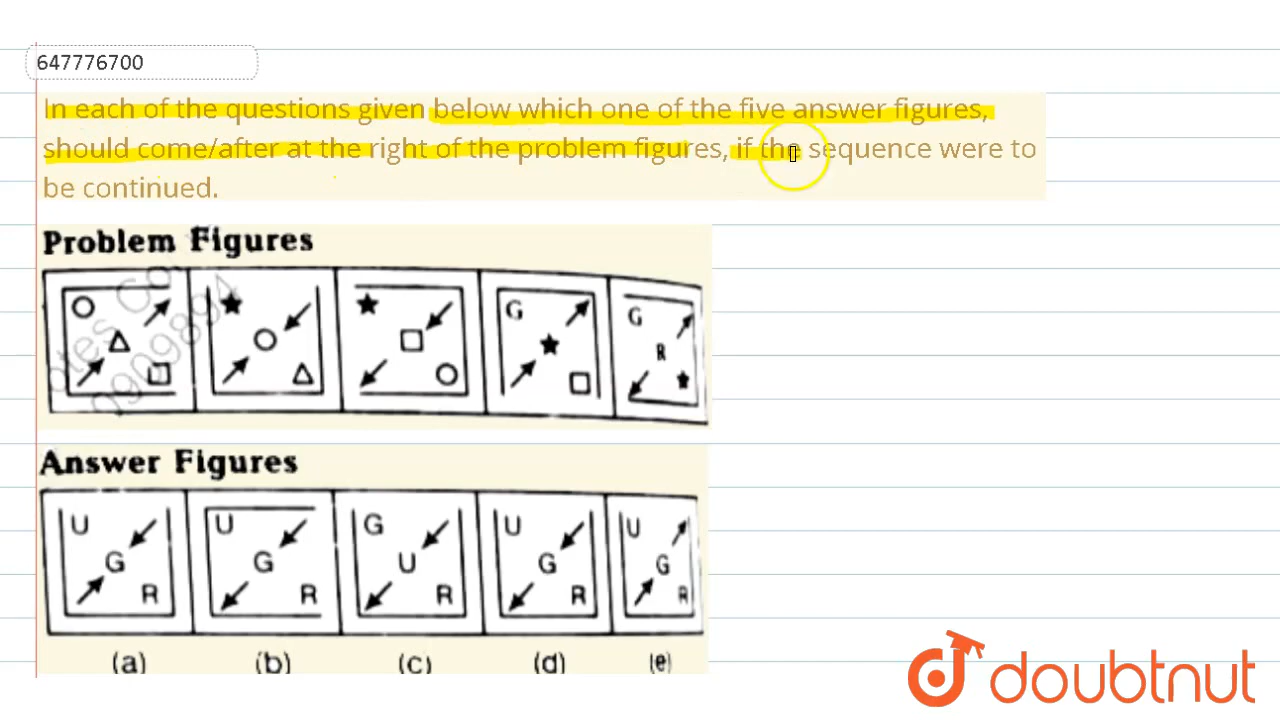 647776700
In each of the questions given below which one of the five answer figures,
should come/after at the right of the problem figures, if the sequence were to
be continued.
Problem Figures
G G
R
0909894
Answer Figures
U U G U U
G G U G G
R R R R R
(a) (b) (c) (d) (e)
doubtnut